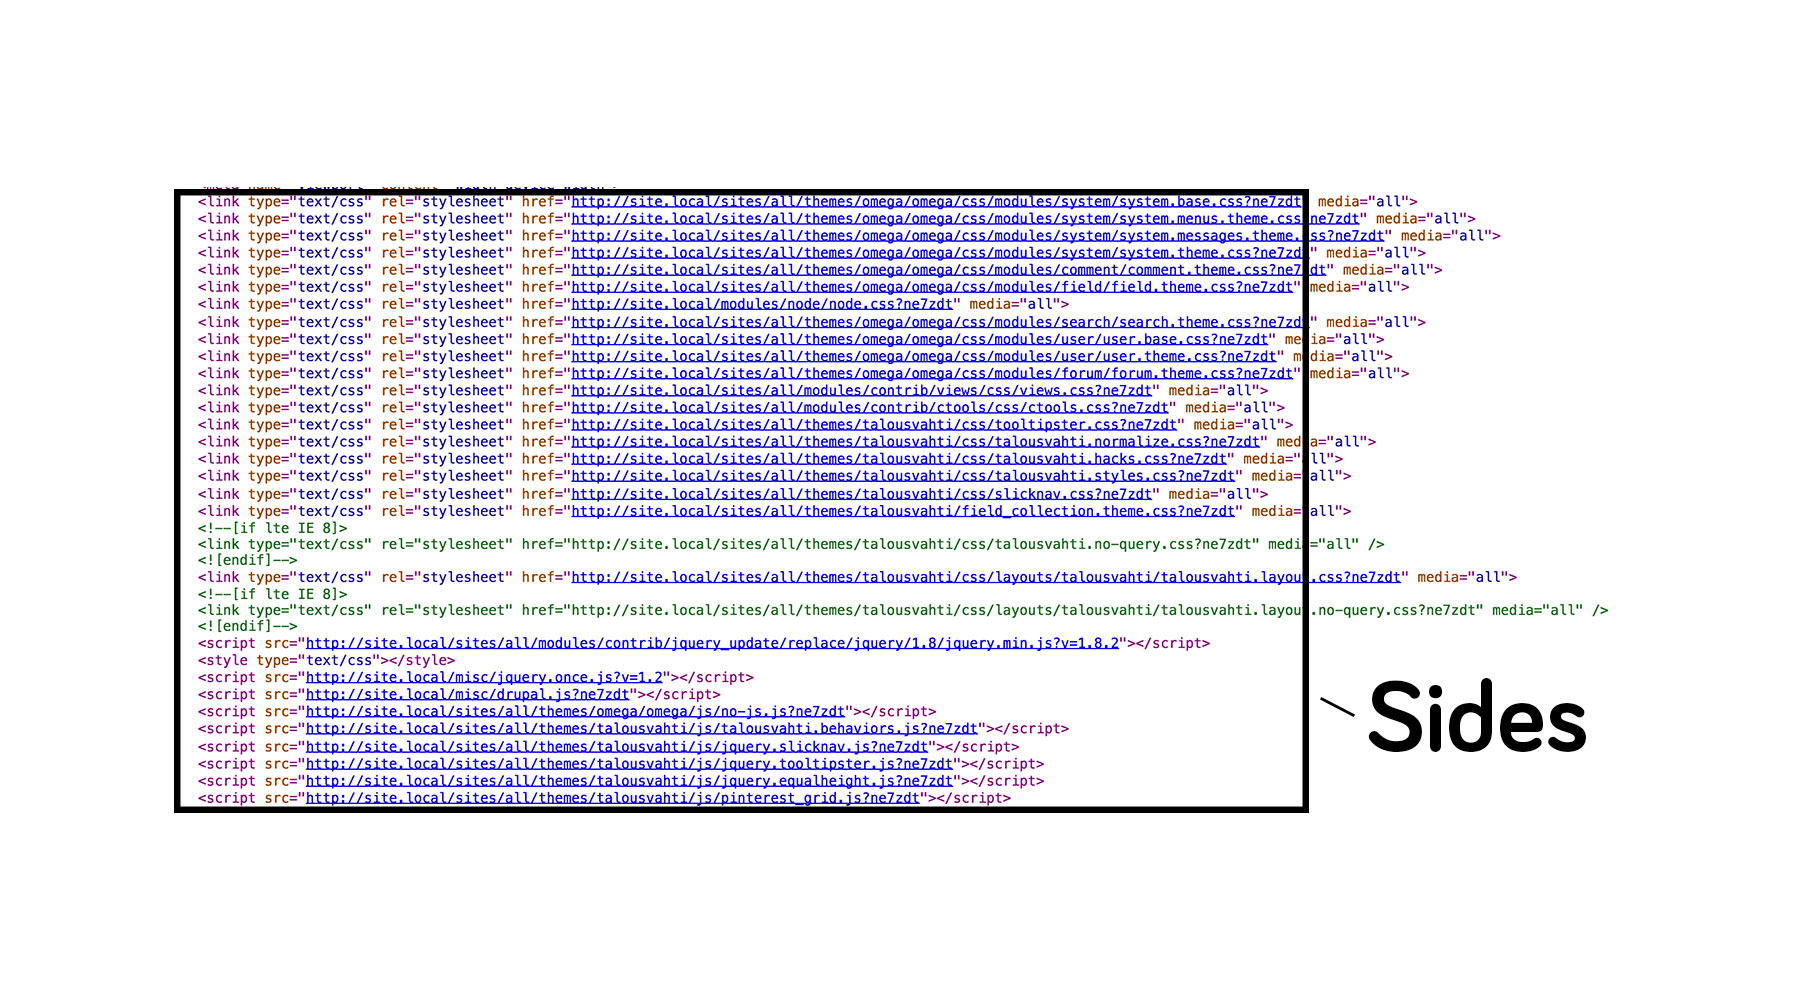 <link type="text/css" rel="stylesheet" href="http://site.local/sites/all/themes/omega/omega/css/modules/system/system.base.css?ne7zdt" media="all">
<link type="text/css" rel="stylesheet" href="http://site.local/sites/all/themes/omega/omega/css/modules/system/system.menus.theme.css?ne7zdt" media="all">
<link type="text/css" rel="stylesheet" href="http://site.local/sites/all/themes/omega/omega/css/modules/system/system.messages.theme.css?ne7zdt" media="all">
<link type="text/css" rel="stylesheet" href="http://site.local/sites/all/themes/omega/omega/css/modules/system/system.theme.css?ne7zdt" media="all">
<link type="text/css" rel="stylesheet" href="http://site.local/sites/all/themes/omega/omega/css/modules/comment/comment.theme.css?ne7zdt" media="all">
<link type="text/css" rel="stylesheet" href="http://site.local/sites/all/themes/omega/omega/css/modules/field/field.theme.css?ne7zdt" media="all">
<link type="text/css" rel="stylesheet" href="http://site.local/modules/node/node.css?ne7zdt" media="all">
<link type="text/css" rel="stylesheet" href="http://site.local/sites/all/themes/omega/omega/css/modules/search/search.theme.css?ne7zdt" media="all">
<link type="text/css" rel="stylesheet" href="http://site.local/sites/all/themes/omega/omega/css/modules/user/user.base.css?ne7zdt" media="all">
<link type="text/css" rel="stylesheet" href="http://site.local/sites/all/themes/omega/omega/css/modules/user/user.theme.css?ne7zdt" media="all">
<link type="text/css" rel="stylesheet" href="http://site.local/sites/all/themes/omega/omega/css/modules/forum/forum.theme.css?ne7zdt" media="all">
<link type="text/css" rel="stylesheet" href="http://site.local/sites/all/modules/contrib/views/css/views.css?ne7zdt" media="all">
<link type="text/css" rel="stylesheet" href="http://site.local/sites/all/modules/contrib/ctools/css/ctools.css?ne7zdt" media="all">
<link type="text/css" rel="stylesheet" href="http://site.local/sites/all/themes/talousvahti/css/tooltipster.css?ne7zdt" media="all">
<link type="text/css" rel="stylesheet" href="http://site.local/sites/all/themes/talousvahti/css/talousvahti.normalize.css?ne7zdt" media="all">
<link type="text/css" rel="stylesheet" href="http://site.local/sites/all/themes/talousvahti/css/talousvahti.hacks.css?ne7zdt" media="all">
<link type="text/css" rel="stylesheet" href="http://site.local/sites/all/themes/talousvahti/css/talousvahti.styles.css?ne7zdt" media="all">
<link type="text/css" rel="stylesheet" href="http://site.local/sites/all/themes/talousvahti/css/slicknav.css?ne7zdt" media="all">
<link type="text/css" rel="stylesheet" href="http://site.local/sites/all/themes/talousvahti/field_collection.theme.css?ne7zdt" media="all">
<!--[if lte IE 8]>
<link type="text/css" rel="stylesheet" href="http://site.local/sites/all/themes/talousvahti/css/talousvahti.no-query.css?ne7zdt" media="all" />
<![endif]-->
<link type="text/css" rel="stylesheet" href="http://site.local/sites/all/themes/talousvahti/css/layouts/talousvahti/talousvahti.layout.css?ne7zdt" media="all">
<!--[if lte IE 8]>
<link type="text/css" rel="stylesheet" href="http://site.local/sites/all/themes/talousvahti/css/layouts/talousvahti/talousvahti.layout.no-query.css?ne7zdt" media="all" />
<![endif]-->
<script src="http://site.local/sites/all/modules/contrib/jquery_update/replace/jquery/1.8/jquery.min.js?v=1.8.2"></script>
<style type="text/css"></style>
<script src="http://site.local/misc/jquery.once.js?v=1.2"></script>
<script src="http://site.local/misc/drupal.js?ne7zdt"></script>
<script src="http://site.local/sites/all/themes/omega/omega/js/no-js.js?ne7zdt"></script>
<script src="http://site.local/sites/all/themes/talousvahti/js/talousvahti.behaviors.js?ne7zdt"></script>
<script src="http://site.local/sites/all/themes/talousvahti/js/jquery.slicknav.js?ne7zdt"></script>
<script src="http://site.local/sites/all/themes/talousvahti/js/jquery.tooltipster.js?ne7zdt"></script>
<script src="http://site.local/sites/all/themes/talousvahti/js/jquery.equalheight.js?ne7zdt"></script>
<script src="http://site.local/sites/all/themes/talousvahti/js/pinterest_grid.js?ne7zdt"></script>
Sides